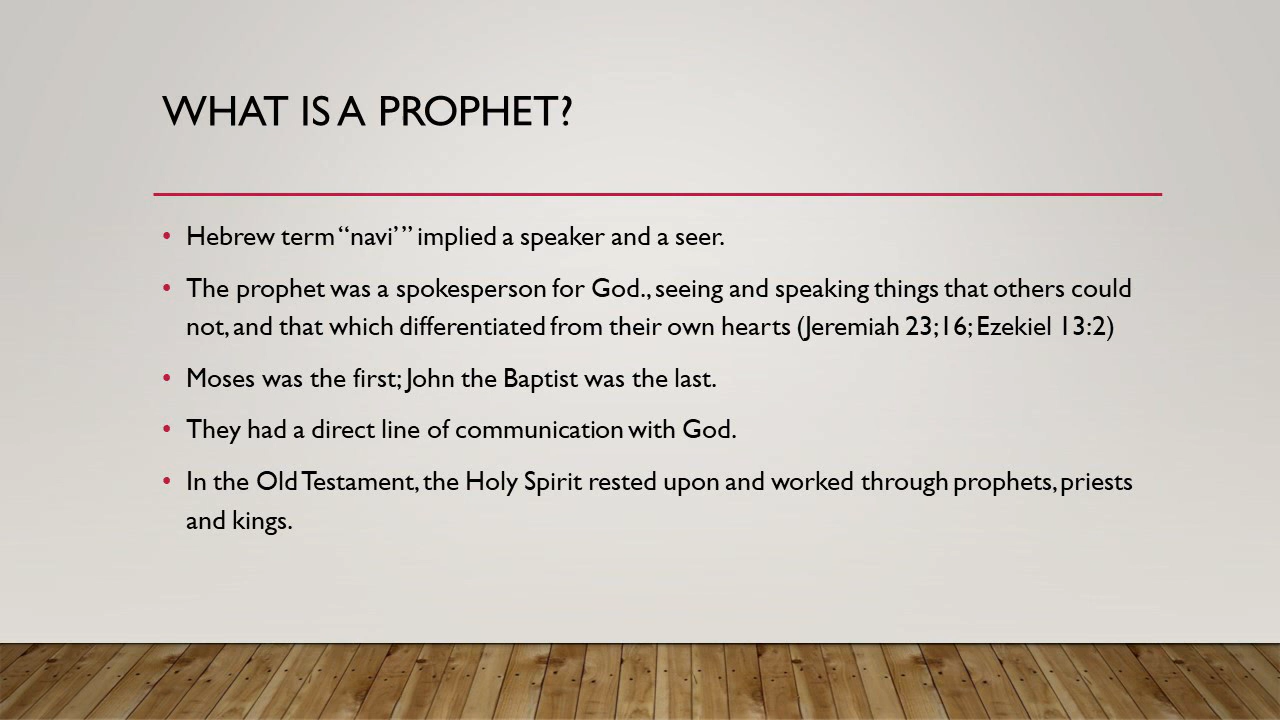 WHAT IS A PROPHET?
• Hebrew term “navi’” implied a speaker and a seer.
• The prophet was a spokesperson for God., seeing and speaking things that others could
not, and that which differentiated from their own hearts (Jeremiah 23;16; Ezekiel 13:2)
• Moses was the first; John the Baptist was the last.
• They had a direct line of communication with God.
• In the Old Testament, the Holy Spirit rested upon and worked through prophets, priests
and kings.